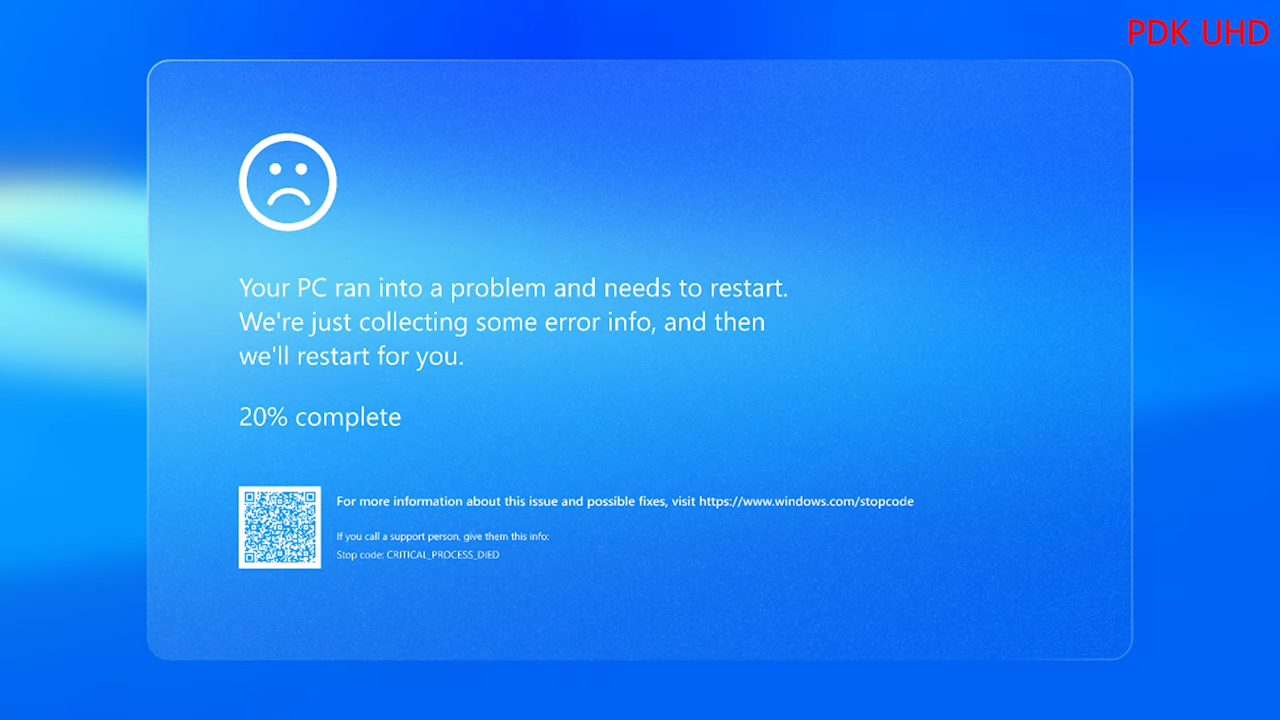 PDK UHD
Your PC ran into a problem and needs to restart.
We're just collecting some error info, and then
we'll restart for you.
20% complete
For more information about this issue and possible fixes, visit https://www.windows.com/stopcode
If you call a support person, give them this info:
Stop code: CRITICAL_PROCESS_DIED